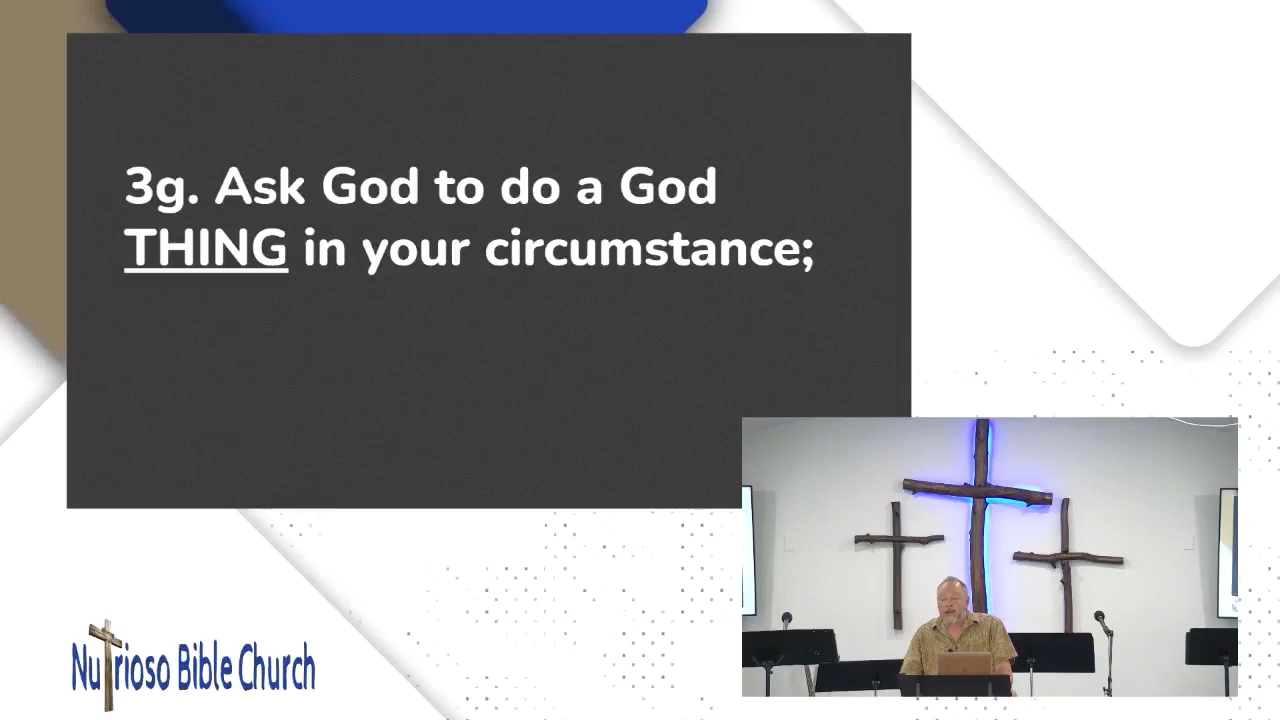 3g. Ask God to do a God
THING in your circumstance;
Nutrioso Bible Church